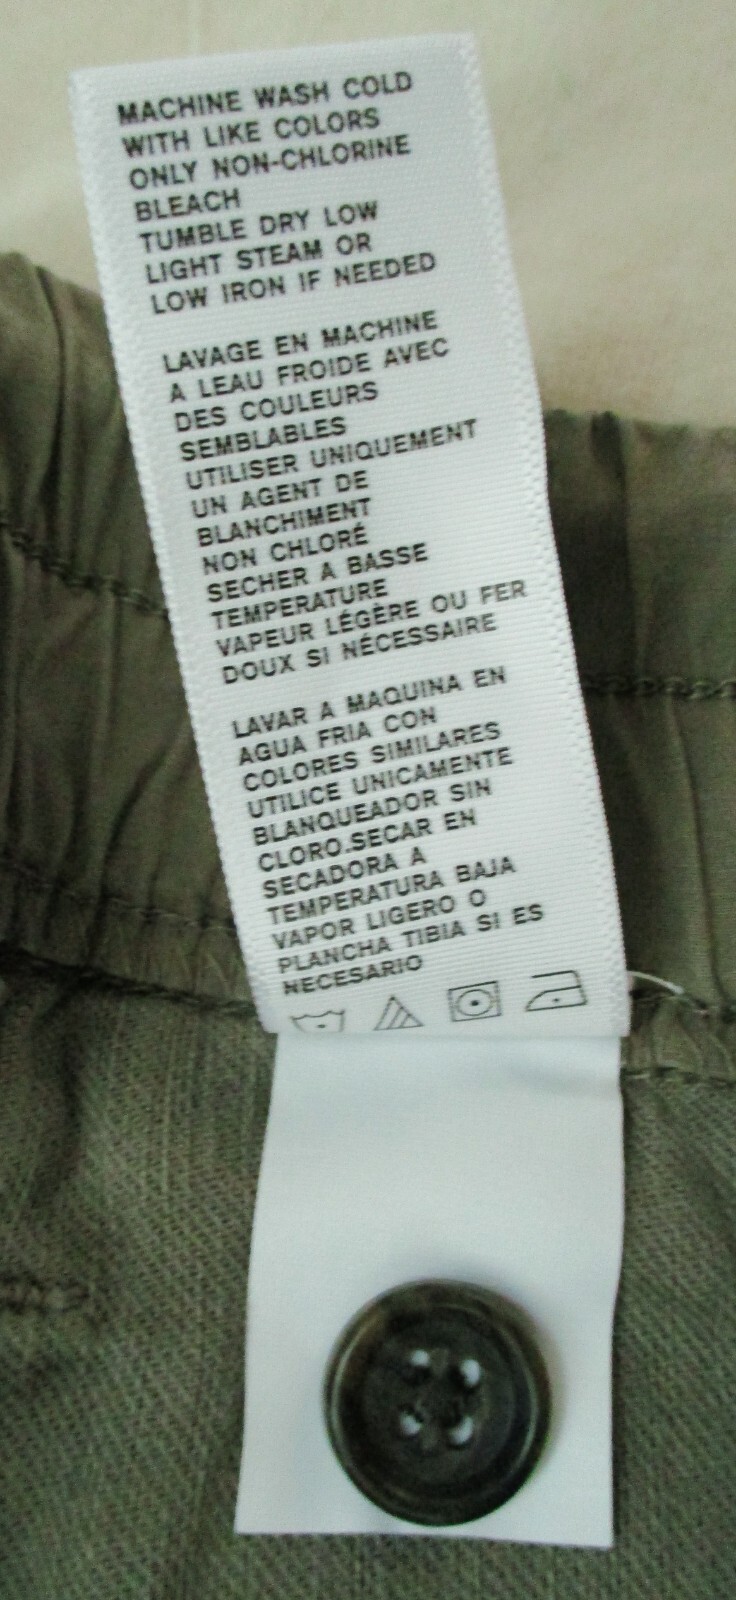 MACHINE WASH COLD
WITH LIKE COLORS
ONLY NON-CHLORINE
BLEACH
TUMBLE DRY LOW
LIGHT STEAM OR
LOW IRON IF NEEDED
LAVAGE EN MACHINE
A LEAU FROIDE AVEC
DES COULEURS
SEMBLABLES
UTILISER UNIQUEMENT
UN AGENT DE
BLANCHIMENT
NON CHLORÉ
SECHER A BASSE
TEMPERATURE
VAPEUR LÉGÈRE OU FER
DOUX SI NÉCESSAIRE
LAVAR A MAQUINA EN
AGUA FRIA CON
COLORES SIMILARES
UTILICE UNICAMENTE
BLANQUEADOR SIN
CLORO.SECAR EN
SECADORA A
TEMPERATURA BAJA
VAPOR LIGERO O
PLANCHA TIBIA SI ES
NECESARIO